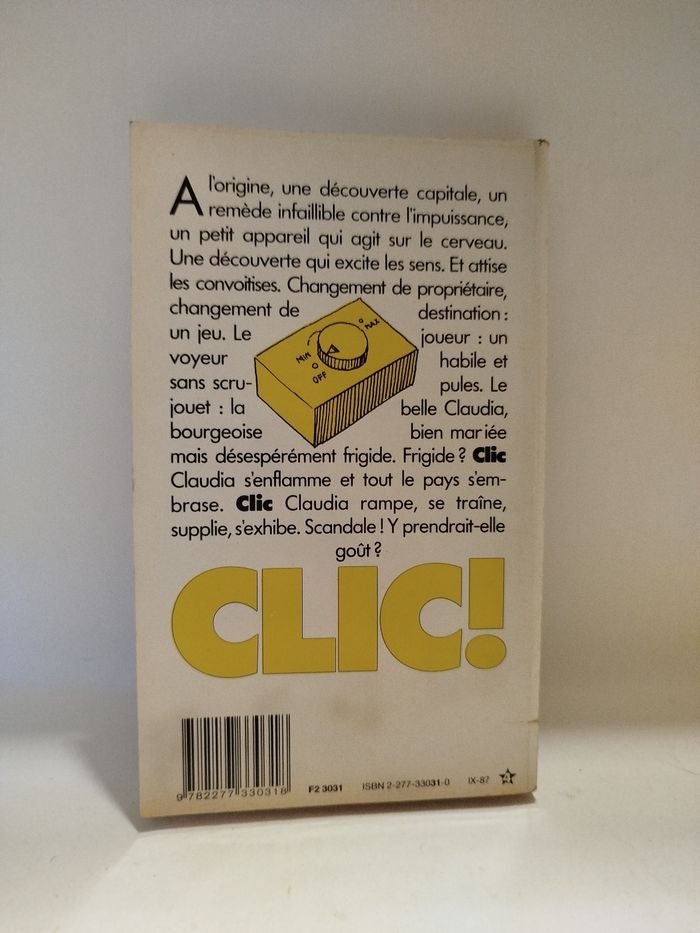 A l'origine, une découverte capitale, un
remède infaillible contre l'impuissance,
un petit appareil qui agit sur le cerveau.
Une découverte qui excite les sens. Et attise
les convoitises. Changement de propriétaire,
changement de destination :
un jeu. Le joueur : un
voyeur habile et
sans scru- pules. Le
jouet : la belle Claudia,
bourgeoise bien mariée
mais désespérément frigide. Frigide ? Clic
Claudia s'enflamme et tout le pays s'em-
brase. Clic Claudia rampe, se traîne,
supplie, s'exhibe. Scandale ! Y prendrait-elle
goût ?
MIN MAX
OFF
CLIC!
9 782277 330318 F2 3031 ISBN 2-277-33031-0 IX-87 4